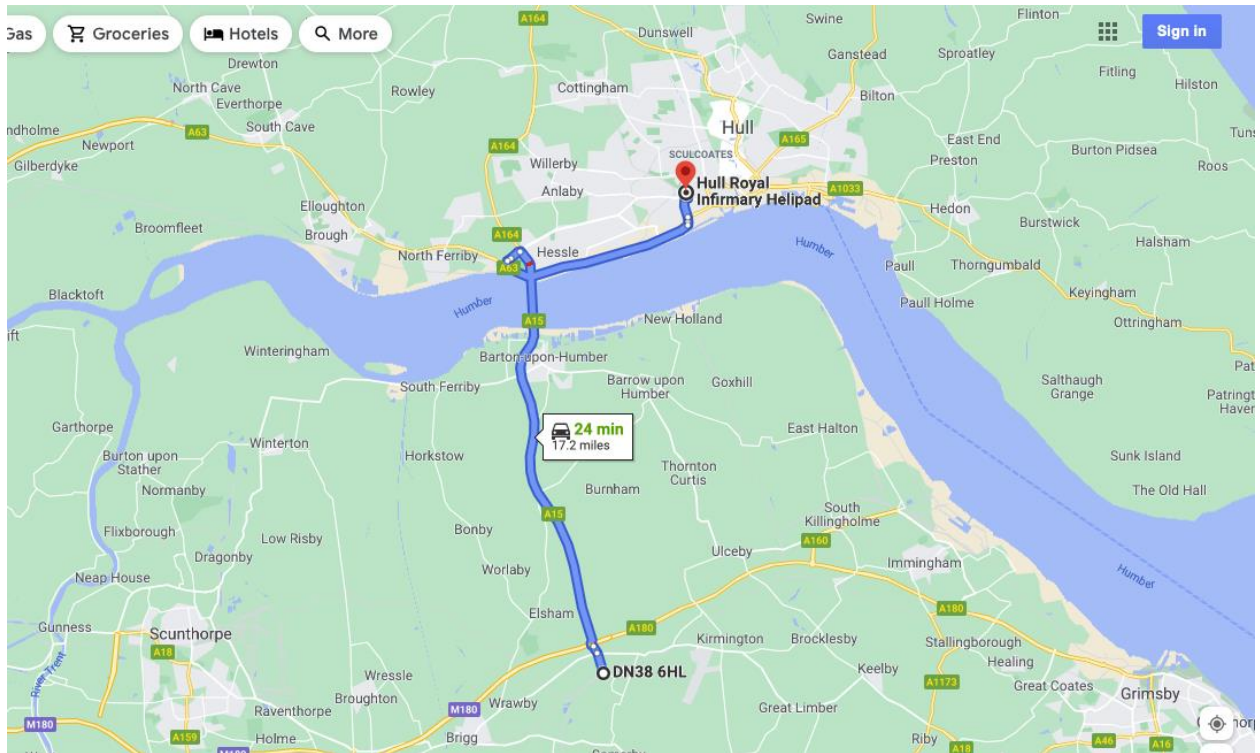 Gas
Groceries
Hotels
More
Sign in
A164
Dunswell
Swine
Flinton
Drewton
Ganstead
Sproatley
Fitling
Hilston
North Cave
Everthorpe
Rowley
Cottingham
Bilton
South Cave
A63
Newport
Gilberdyke
A164
Hull
A165
East End
Preston
Burton Pidsea
Roos
Willerby
SCULCOATES
Anlaby
Hull Royal
Infirmary Helipad
A1033
Hedon
Elloughton
Brough
Broomfleet
A164
Burstwick
Halsham
North Ferriby
Hessle
A63
Humber
Paull
Thorngumbald
Keyingham
Blacktoft
Humber
Paull Holme
Ottringham
A15
New Holland
Winteringham
Barton-upon-Humber
South Ferriby
Barrow upon
Humber
Goxhill
Salthaugh
Grange
Garthorpe
24 min
17.2 miles
East Halton
Winterton
Burton upon
Stather
Horkstow
Thornton
Curtis
Sunk Island
Normanby
Burnham
The Old Hall
Flixborough
Low Risby
Bonby
A15
South
Killingholme
Dragonby
A160
Ulceby
Immingham
Neap House
Worlaby
Humber
Elsham
A180
A180
Gunness
Scunthorpe
Kirmington
Brocklesby
Stallingborough
A18
Healing
River Trent
Wressle
DN38 6HL
Keelby
A1173
Great Coates
Grimsby
Broughton
Raventhorpe
M180
Wrawby
Great Limber
M180
A159
Holme
Brigg
Riby
A18
A46
A16
M180